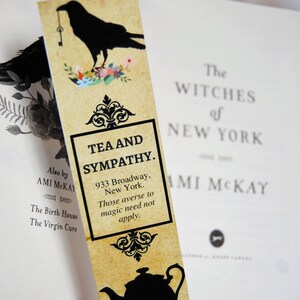 TEA AND
SYMPATHY.
933 Broadway,
New York.
Those averse to
magic need not
apply.
Also by
AMI McKAY
The Birth House
The Virgin Cure
The
WITCHES
of
NEW YORK
AMI McKAY